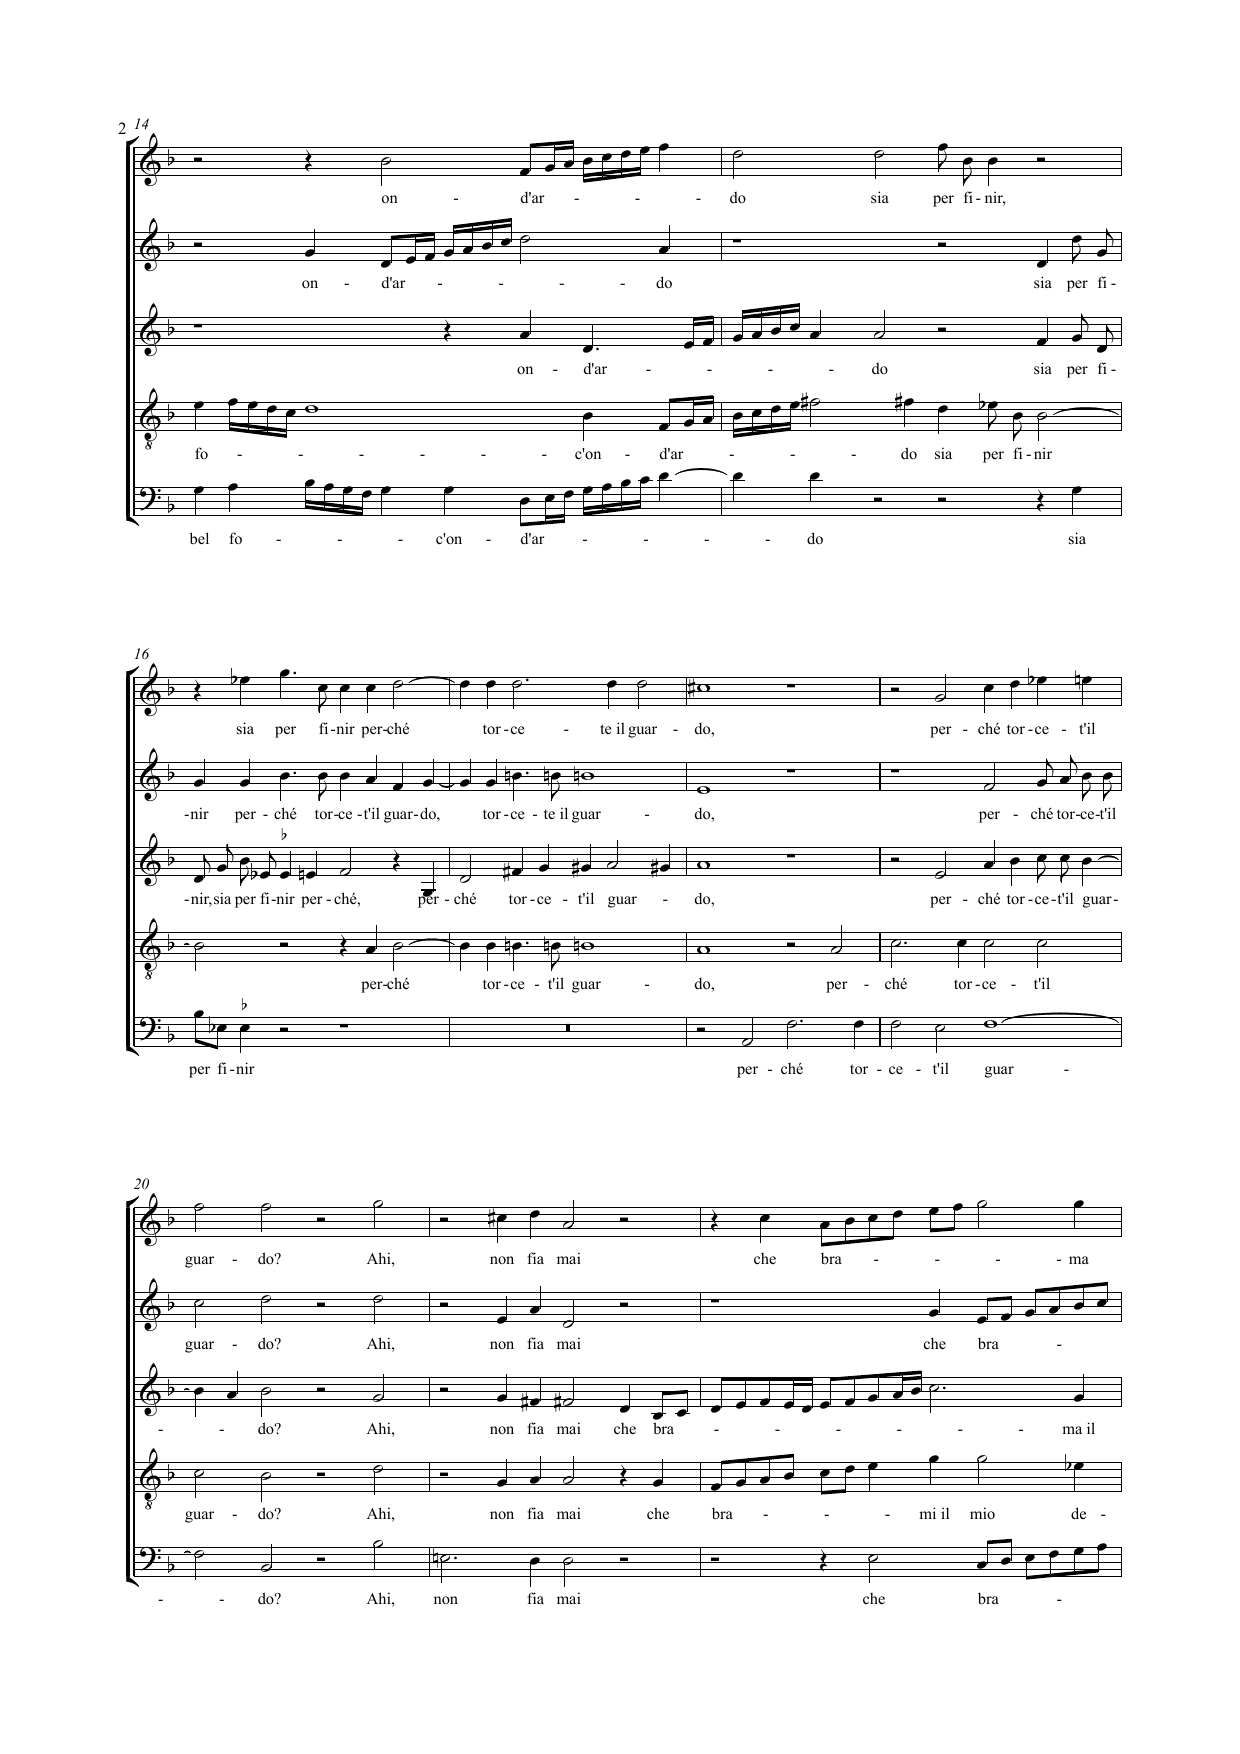 2 14
on - d'ar - - - do sia per fi - nir,
on - d'ar - - - - do sia per fi -
on - d'ar - - - - do sia per fi -
fo - - - - - - c'on - d'ar - - - do sia per fi - nir
bel fo - - - c'on - d'ar - - - - do sia
16
sia per fi - nir per - ché tor - ce - te il guar - do, per - ché tor - ce - t'il
-nir per - ché tor - ce - t'il guar - do, tor - ce - te il guar - do, per - ché tor - ce - t'il
-nir, sia per fi - nir per - ché, per - ché tor - ce - t'il guar - do, per - ché tor - ce - t'il guar -
per - ché tor - ce - t'il guar - do, per - ché tor - ce - t'il
per fi - nir per - ché tor - ce - t'il guar -
20
guar - do? Ahi, non fia mai che bra - - - - ma
guar - do? Ahi, non fia mai che bra -
- - do? Ahi, non fia mai che bra - - - - - - ma il
guar - do? Ahi, non fia mai che bra - - - mi il mio de -
- - do? Ahi, non fia mai che bra -